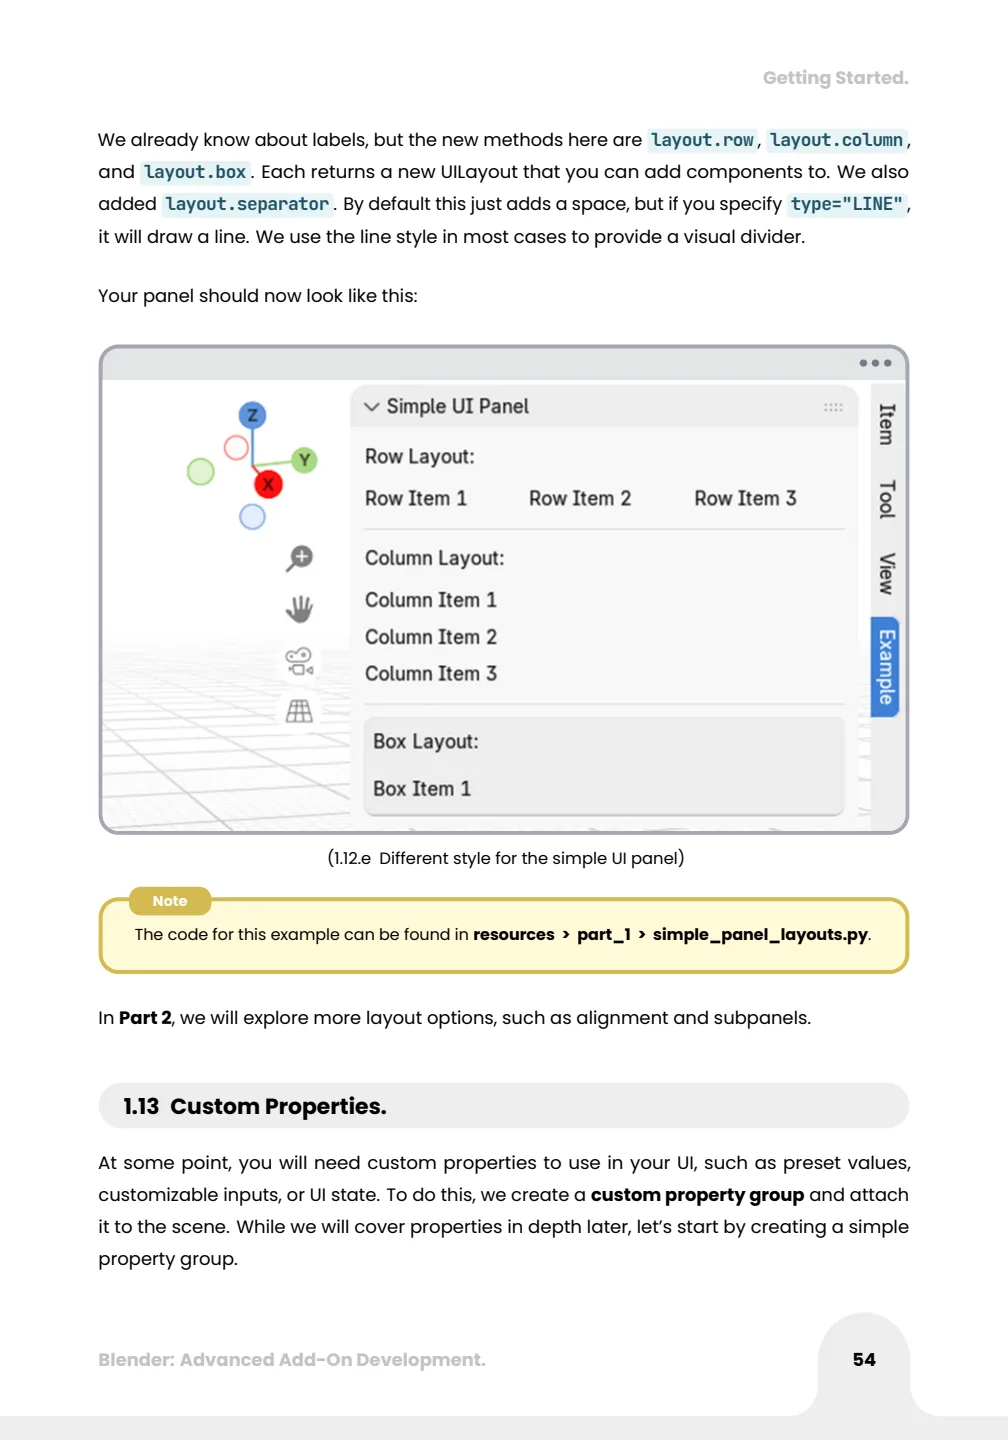 Getting Started.
We already know about labels, but the new methods here are layout.row, layout.column,
and layout.box. Each returns a new UILayout that you can add components to. We also
added layout.separator. By default this just adds a space, but if you specify type="LINE",
it will draw a line. We use the line style in most cases to provide a visual divider.
Your panel should now look like this:
Simple UI Panel
Item
Tool
View
Example
Z
Y
X
Row Layout:
Row Item 1 Row Item 2 Row Item 3
Column Layout:
Column Item 1
Column Item 2
Column Item 3
Box Layout:
Box Item 1
(1.12.e Different style for the simple UI panel)
Note
The code for this example can be found in resources > part_1 > simple_panel_layouts.py.
In Part 2, we will explore more layout options, such as alignment and subpanels.
1.13 Custom Properties.
At some point, you will need custom properties to use in your UI, such as preset values,
customizable inputs, or UI state. To do this, we create a custom property group and attach
it to the scene. While we will cover properties in depth later, let's start by creating a simple
property group.
Blender: Advanced Add-On Development.
54